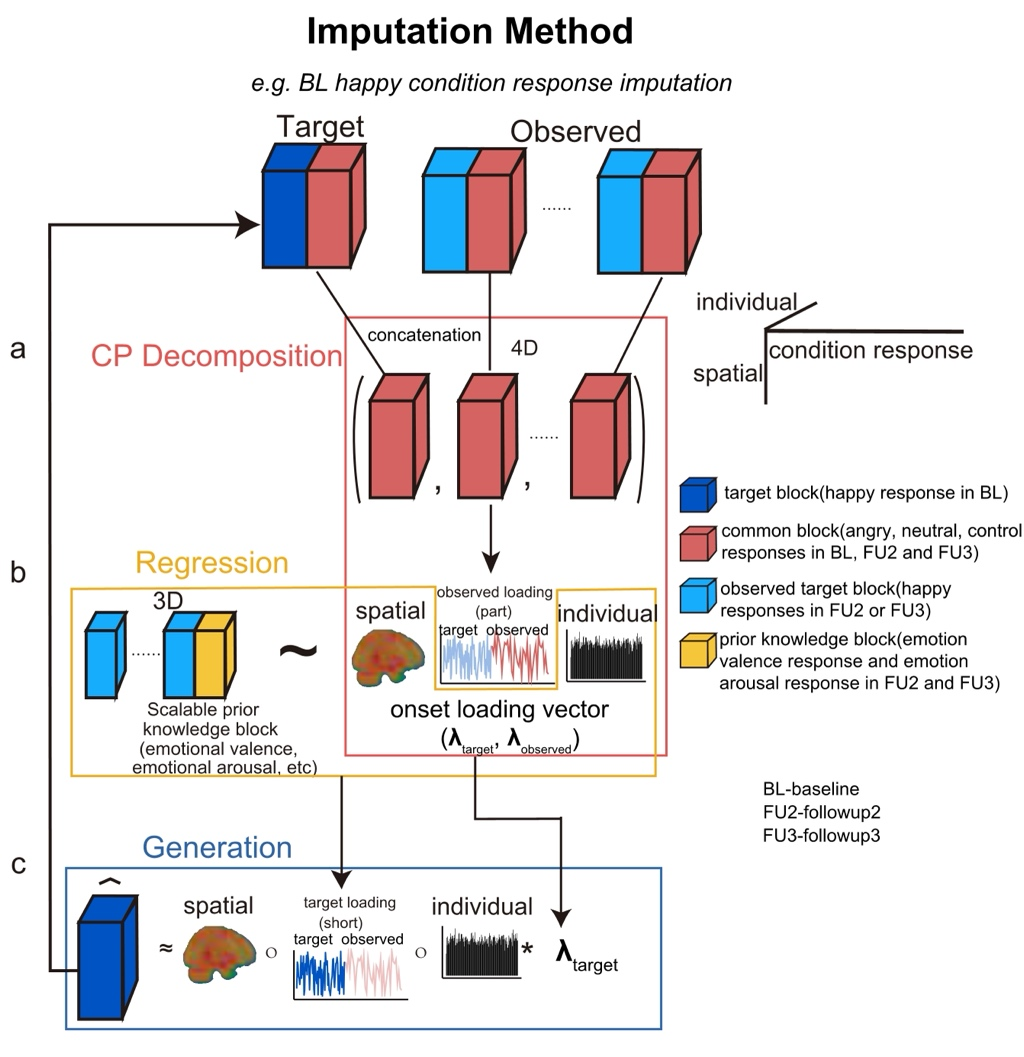 Imputation Method
e.g. BL happy condition response imputation
Target
Observed
......
individual
condition response
spatial
a
CP Decomposition
concatenation
4D
( , , ...... )
target block(happy response in BL)
common block(angry, neutral, control
responses in BL, FU2 and FU3)
observed target block(happy
responses in FU2 or FU3)
prior knowledge block(emotion
valence response and emotion
arousal response in FU2 and FU3)
b
Regression
3D
......
~
Scalable prior
knowledge block
(emotional valence,
emotional arousal, etc)
spatial
observed loading
(part)
target observed
individual
onset loading vector
(λtarget, λobserved)
BL-baseline
FU2-followup2
FU3-followup3
c
Generation
^
≈
spatial
o
target loading
(short)
target observed
o
individual
*
λtarget